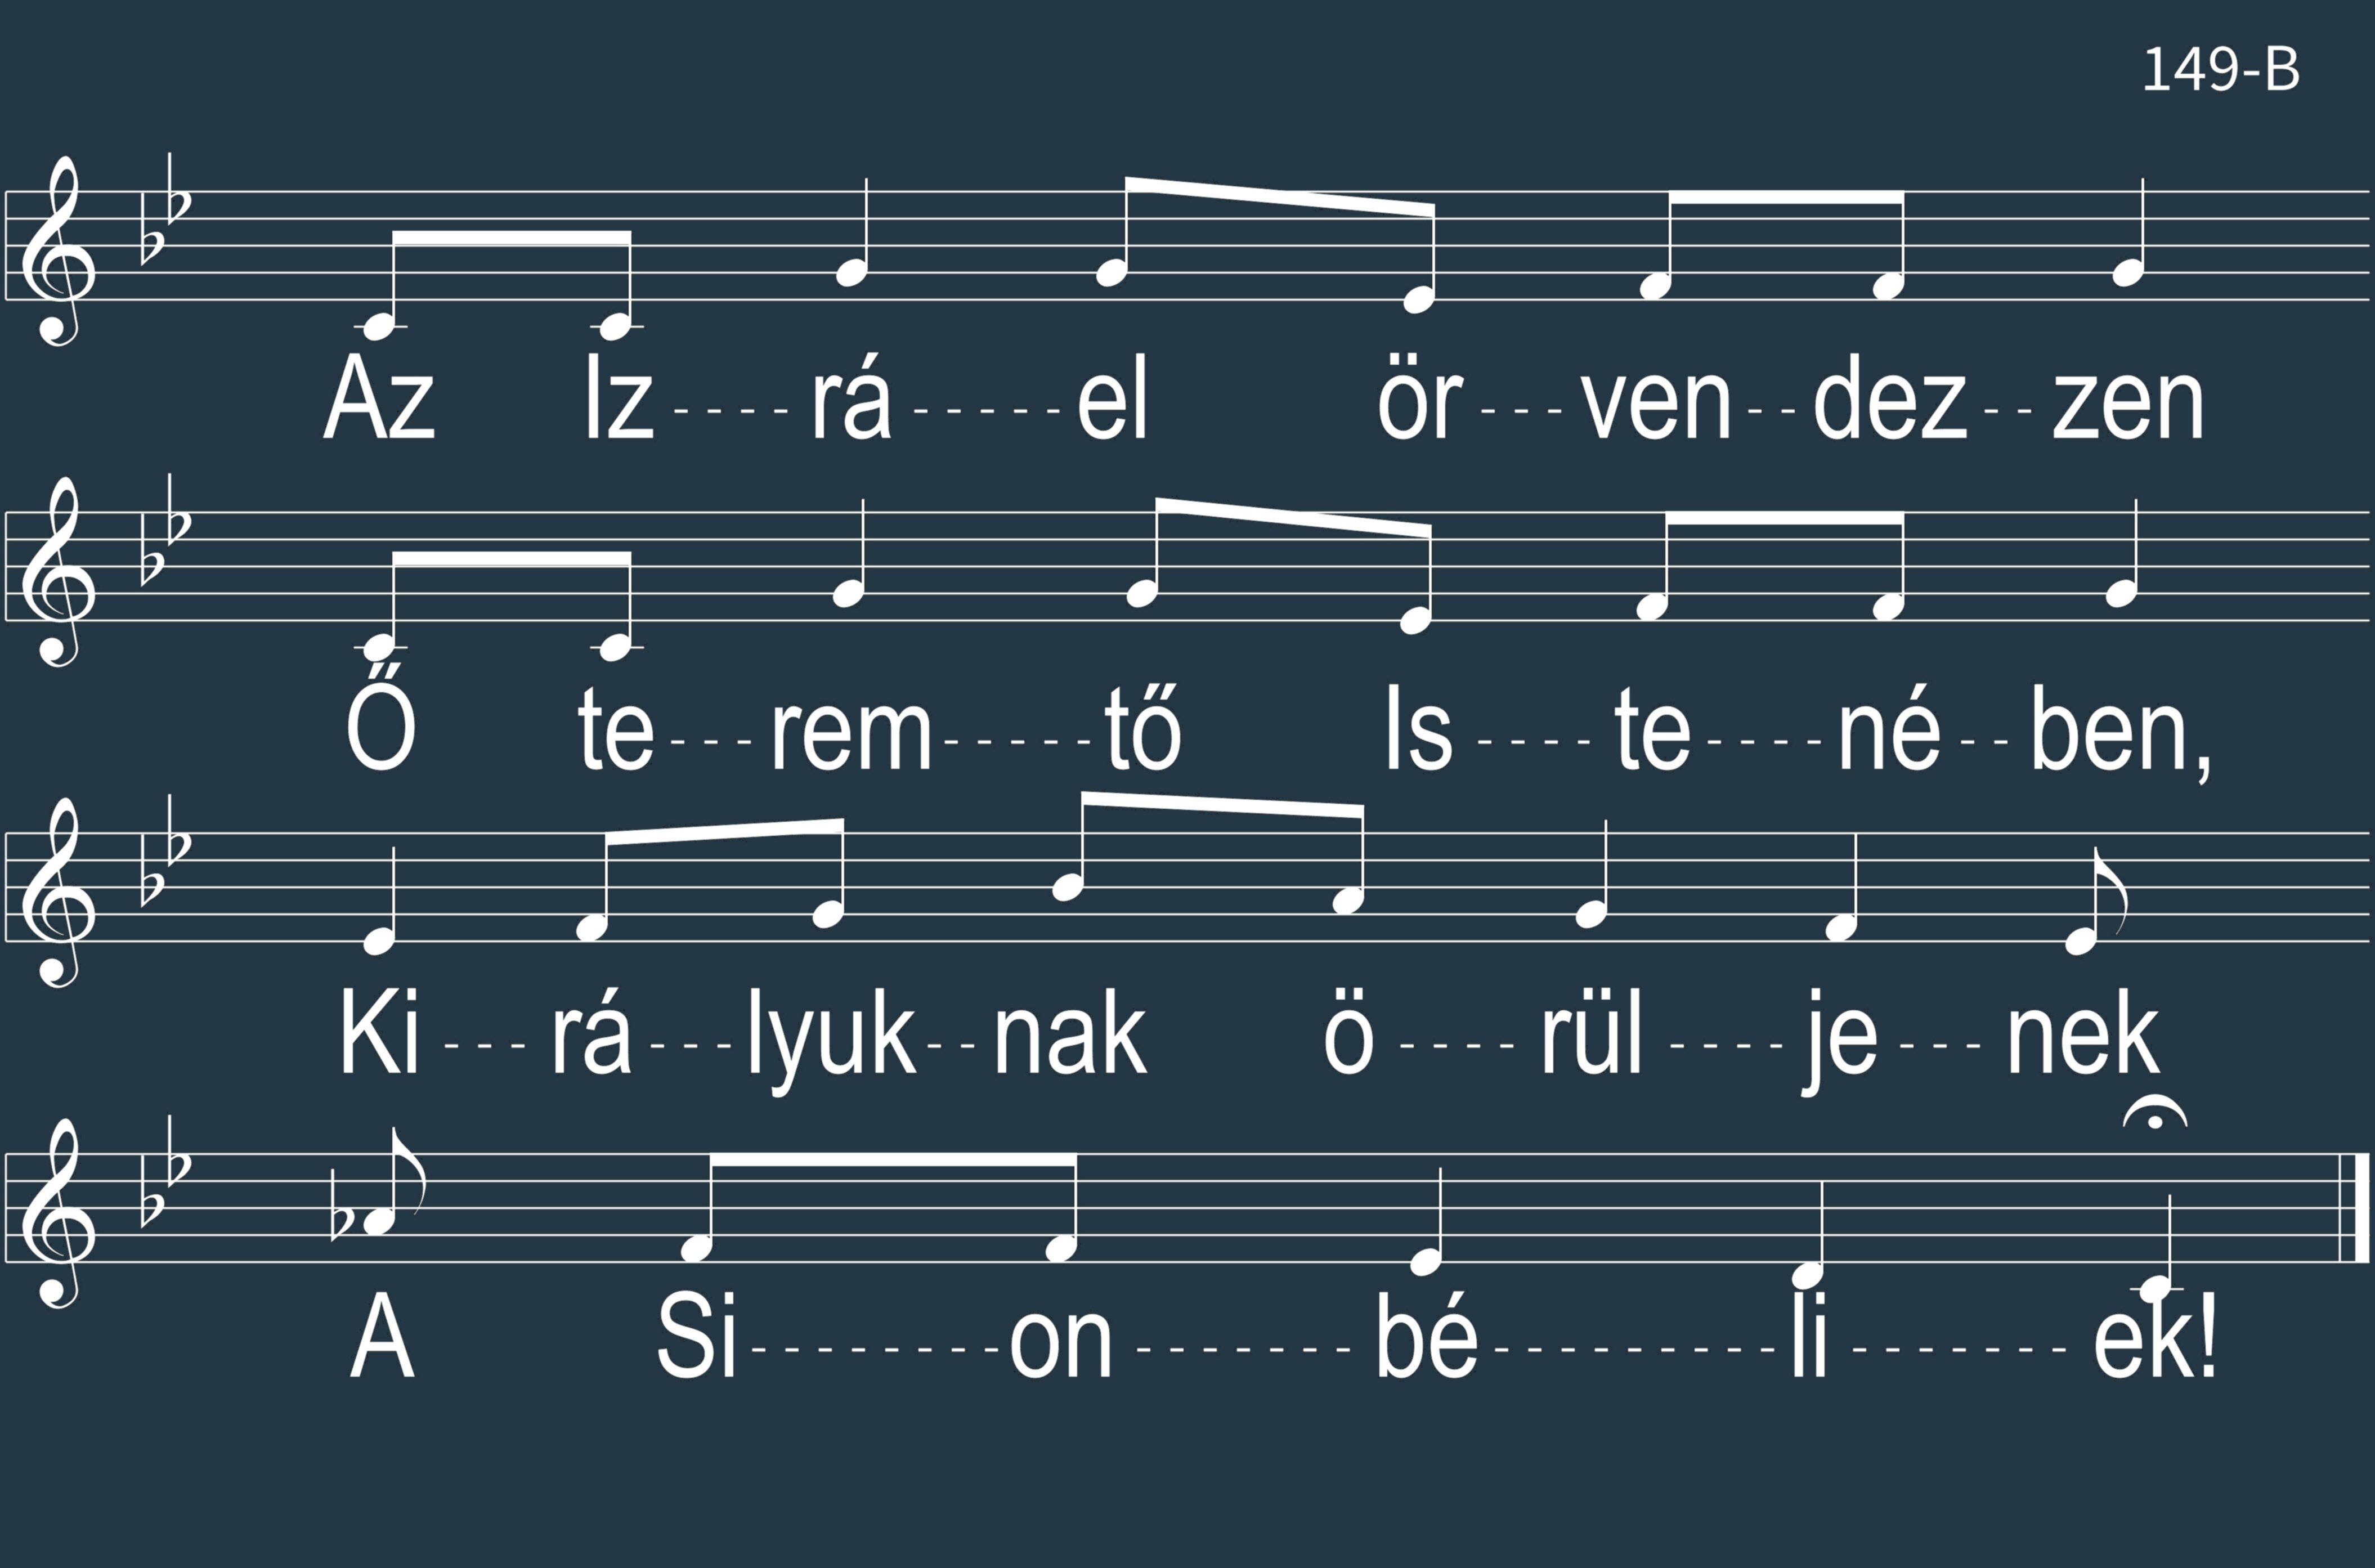 149-B
Az Iz----rá-----el ör---ven--dez--zen
Ő te---rem-----tő Is----te----né--ben,
Ki---rá---lyuk--nak ö----rül----je---nek
A Si--------on-------bé---------li-------ek!